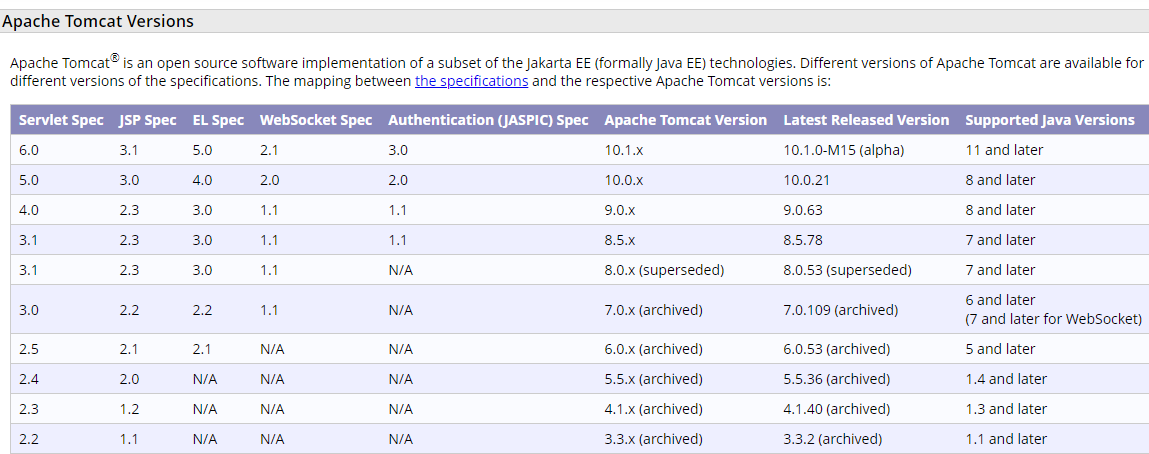 Apache Tomcat Versions
Apache Tomcat® is an open source software implementation of a subset of the Jakarta EE (formally Java EE) technologies. Different versions of Apache Tomcat are available for
different versions of the specifications. The mapping between the specifications and the respective Apache Tomcat versions is:
Servlet Spec JSP Spec EL Spec WebSocket Spec Authentication (JASPIC) Spec Apache Tomcat Version Latest Released Version Supported Java Versions
6.0 3.1 5.0 2.1 3.0 10.1.x 10.1.0-M15 (alpha) 11 and later
5.0 3.0 4.0 2.0 2.0 10.0.x 10.0.21 8 and later
4.0 2.3 3.0 1.1 1.1 9.0.x 9.0.63 8 and later
3.1 2.3 3.0 1.1 1.1 8.5.x 8.5.78 7 and later
3.1 2.3 3.0 1.1 N/A 8.0.x (superseded) 8.0.53 (superseded) 7 and later
3.0 2.2 2.2 1.1 N/A 7.0.x (archived) 7.0.109 (archived) 6 and later
(7 and later for WebSocket)
2.5 2.1 2.1 N/A N/A 6.0.x (archived) 6.0.53 (archived) 5 and later
2.4 2.0 N/A N/A N/A 5.5.x (archived) 5.5.36 (archived) 1.4 and later
2.3 1.2 N/A N/A N/A 4.1.x (archived) 4.1.40 (archived) 1.3 and later
2.2 1.1 N/A N/A N/A 3.3.x (archived) 3.3.2 (archived) 1.1 and later